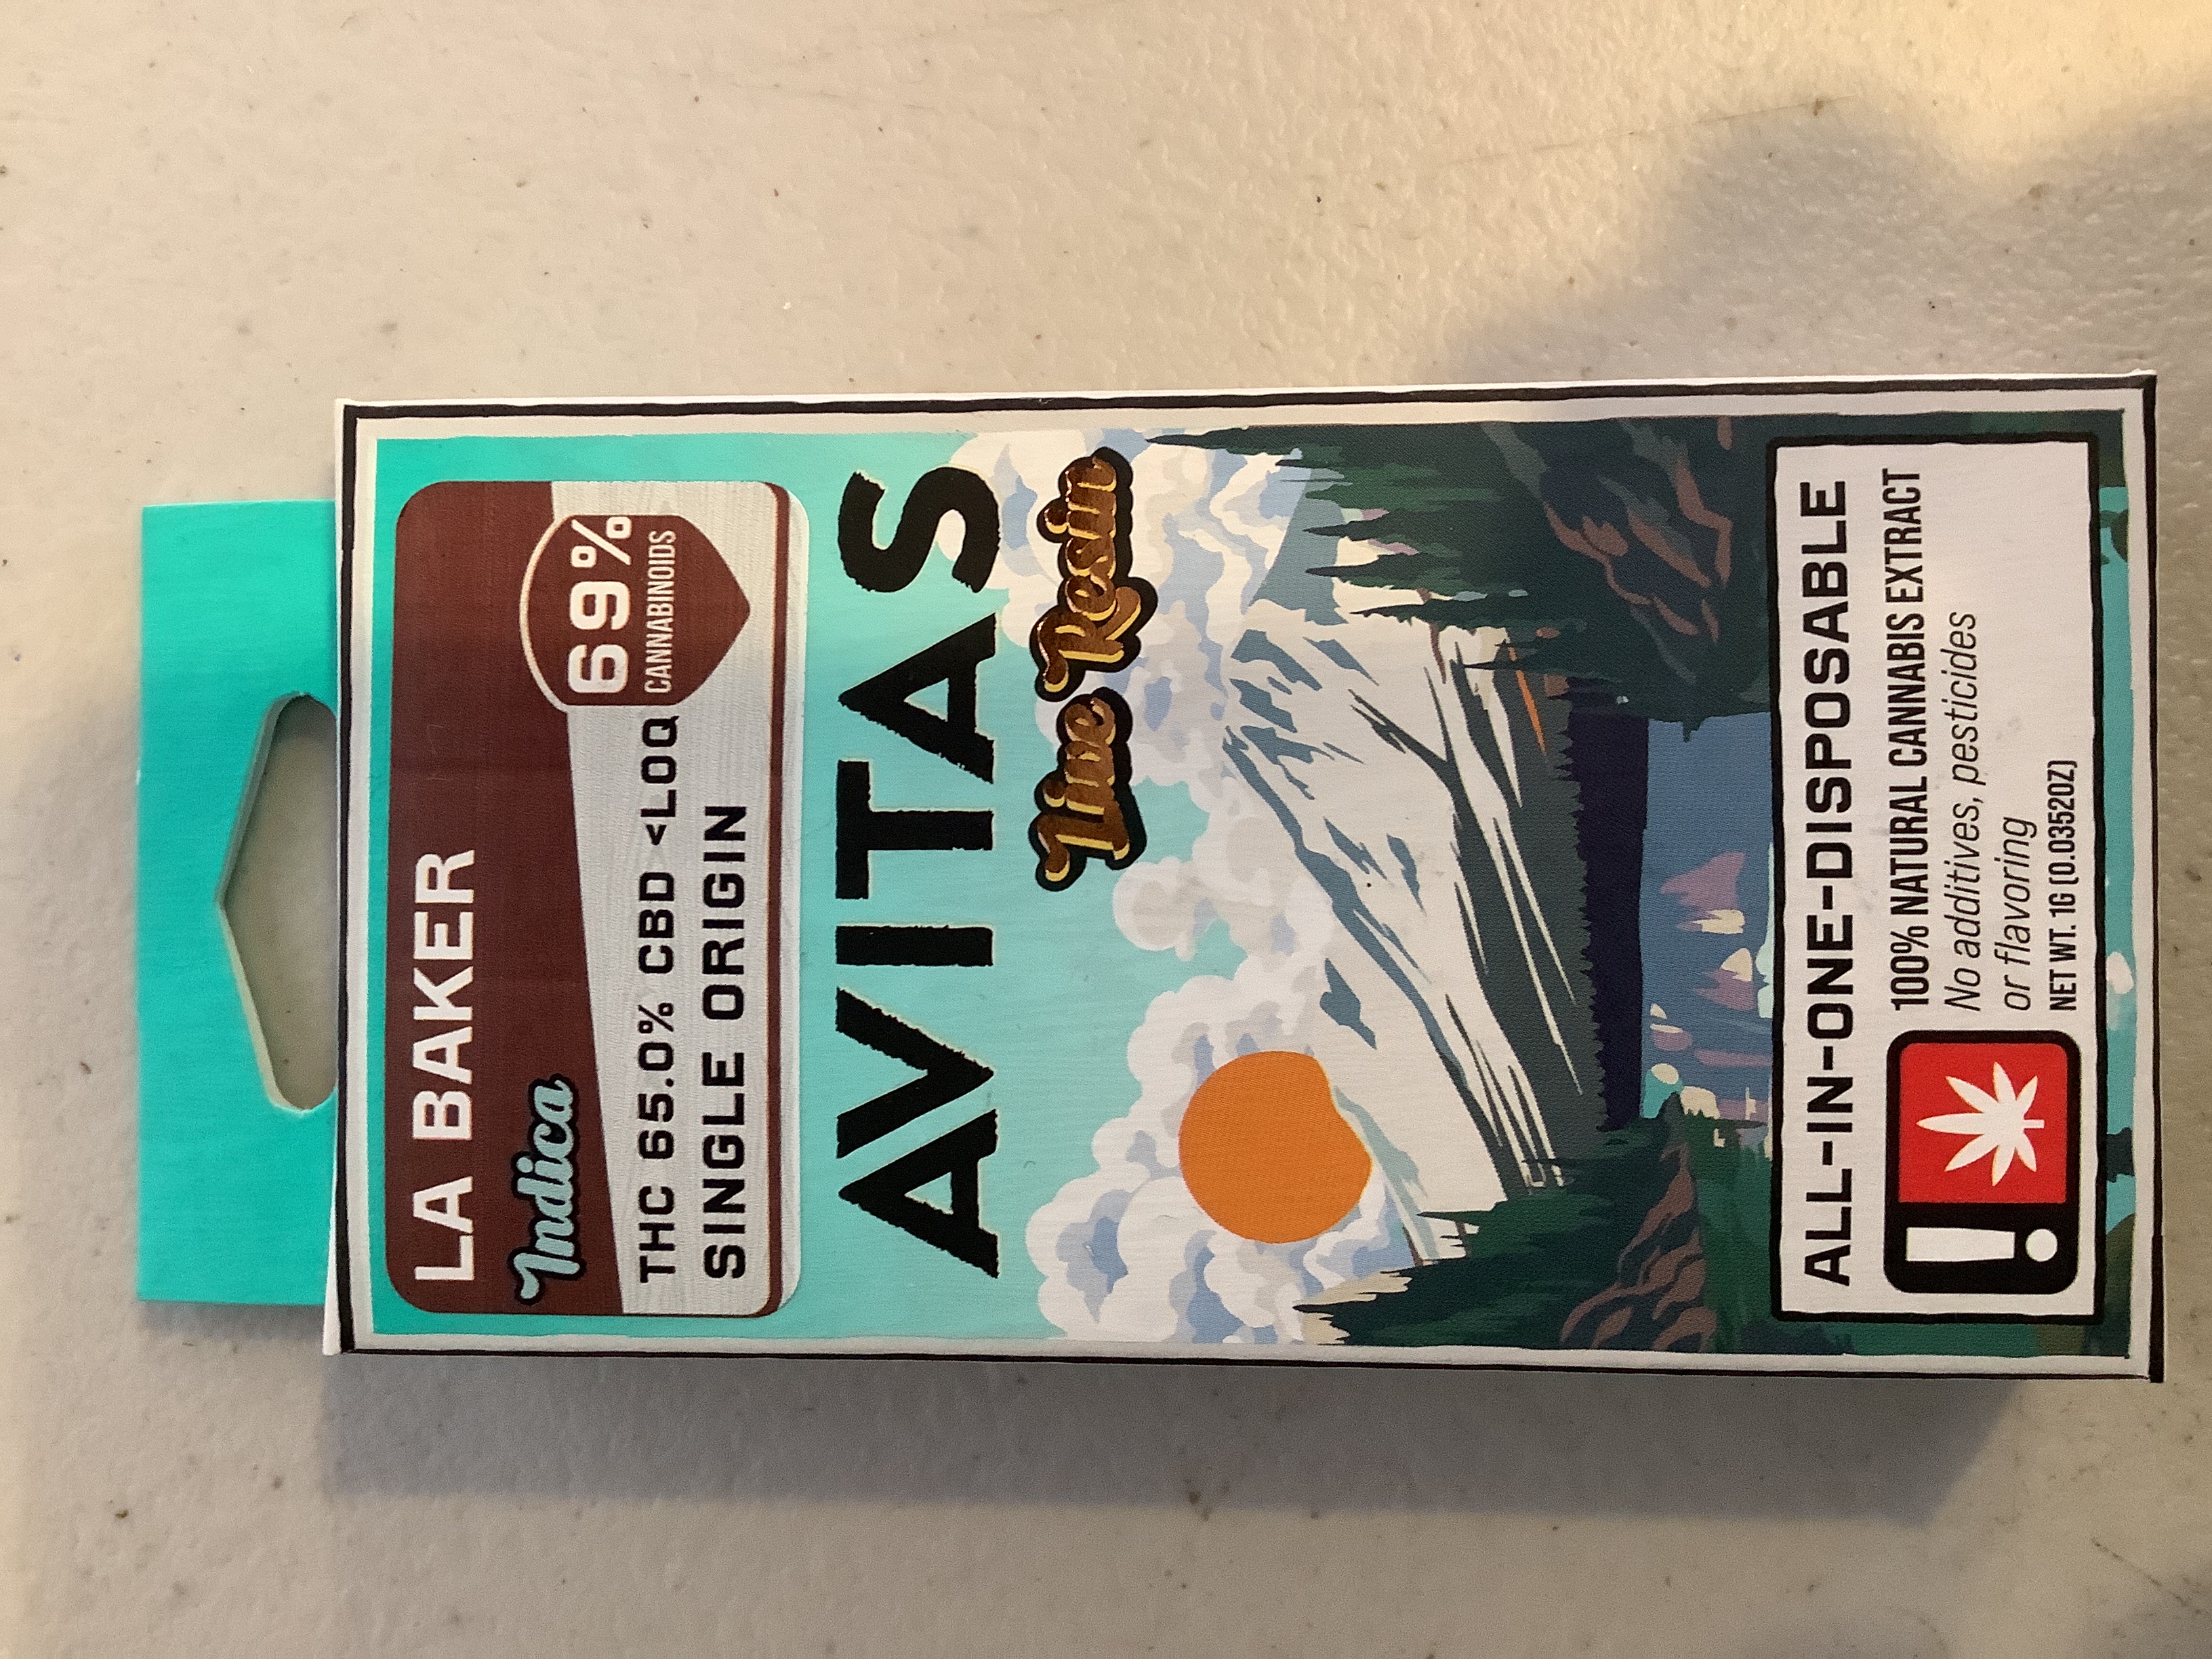 LA BAKER
Indica
69%
CANNABINOIDS
THC 65.0% CBD <LOQ
SINGLE ORIGIN
AVITAS
Live Resin
ALL-IN-ONE-DISPOSABLE
!
100% NATURAL CANNABIS EXTRACT
No additives, pesticides
or flavoring
NET WT. 1G (0.0352OZ)